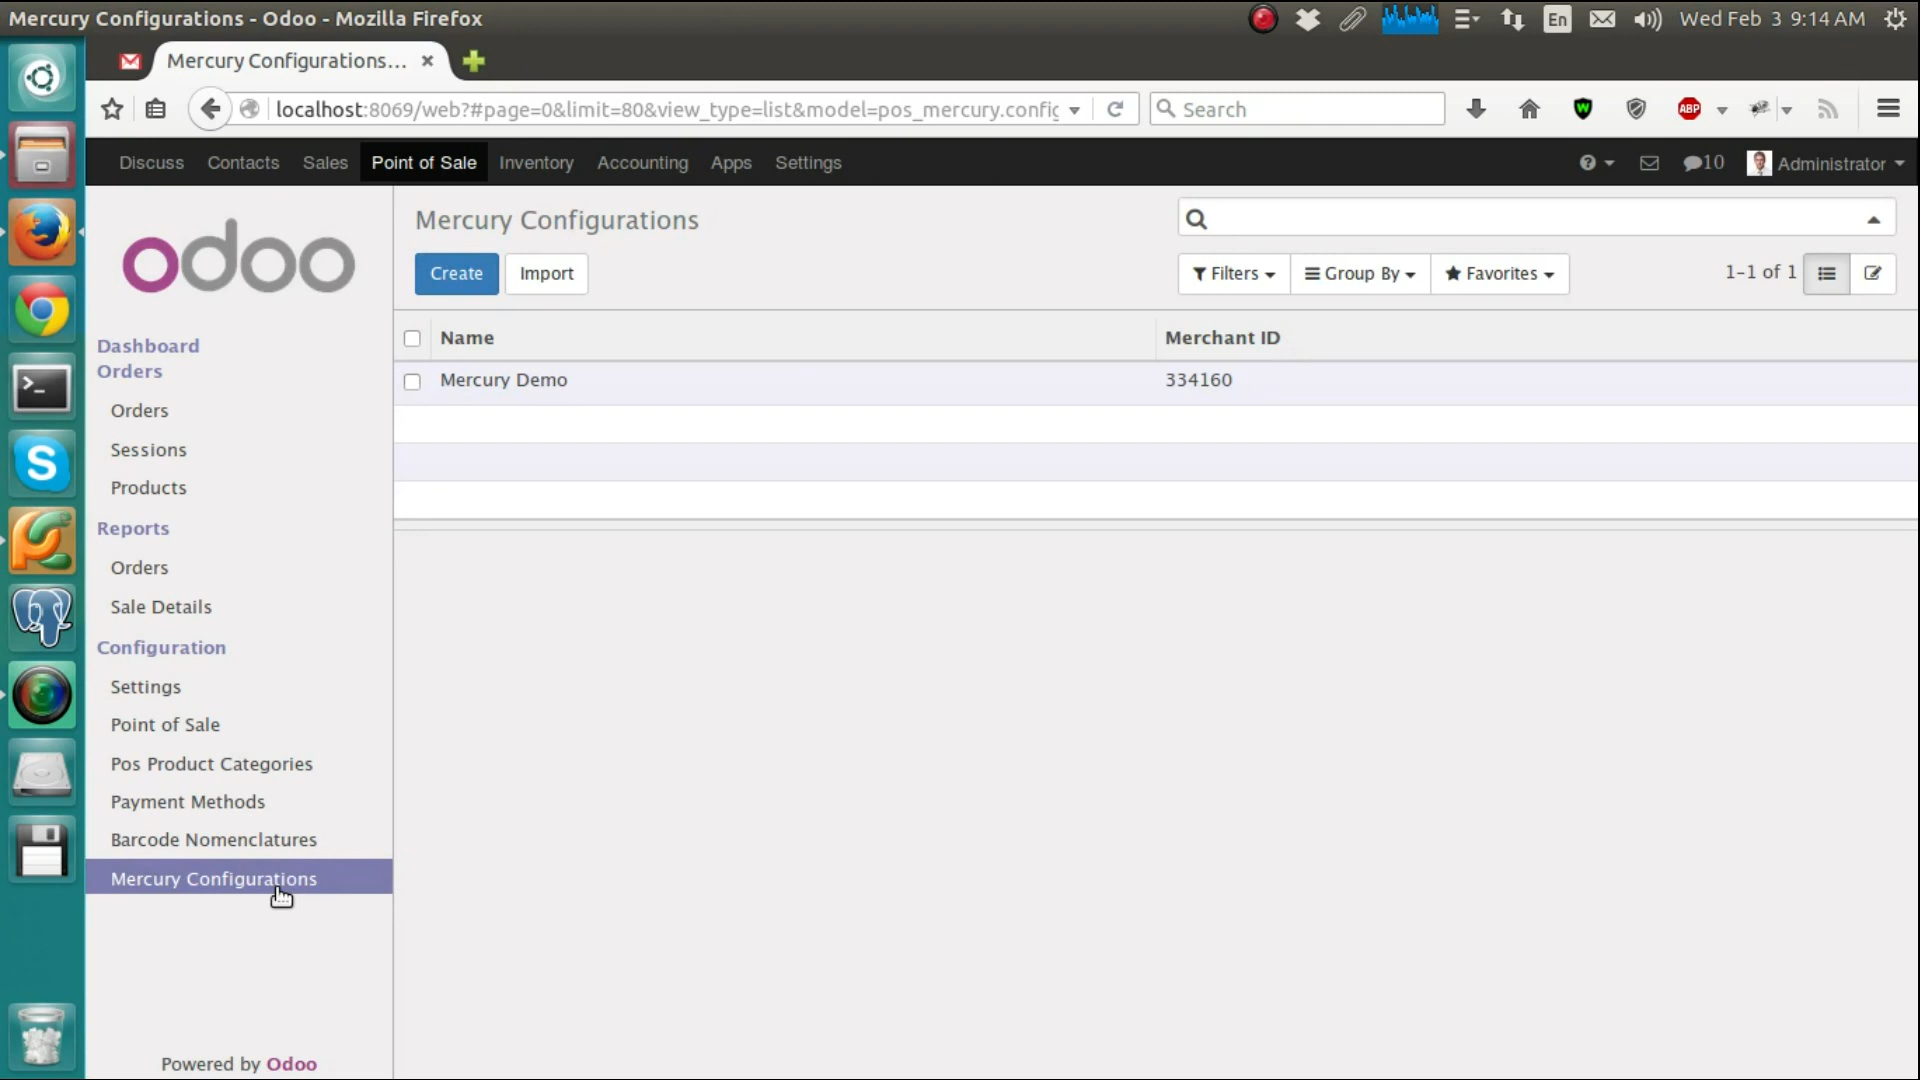 Mercury Configurations - Odoo - Mozilla Firefox
En
Wed Feb 3 9:14 AM
Mercury Configurations... ×
localhost:8069/web?#page=0&limit=80&view_type=list&model=pos_mercury.config
Search
ABP
Discuss Contacts Sales Point of Sale Inventory Accounting Apps Settings
10 Administrator
odoo
Mercury Configurations
Create Import
Filters Group By Favorites
1-1 of 1
Name Merchant ID
Mercury Demo 334160
Dashboard
Orders
Orders
Sessions
Products
Reports
Orders
Sale Details
Configuration
Settings
Point of Sale
Pos Product Categories
Payment Methods
Barcode Nomenclatures
Mercury Configurations
Powered by Odoo